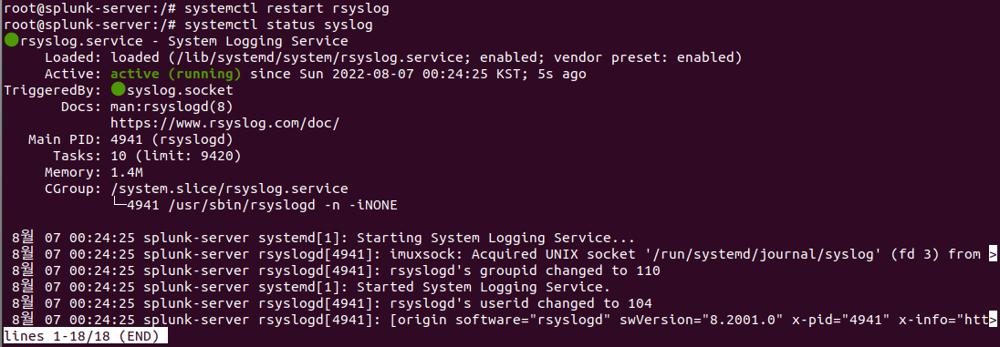 root@splunk-server:/# systemctl restart rsyslog
root@splunk-server:/# systemctl status syslog
●rsyslog.service - System Logging Service
     Loaded: loaded (/lib/systemd/system/rsyslog.service; enabled; vendor preset: enabled)
     Active: active (running) since Sun 2022-08-07 00:24:25 KST; 5s ago
TriggeredBy: ●syslog.socket
       Docs: man:rsyslogd(8)
             https://www.rsyslog.com/doc/
   Main PID: 4941 (rsyslogd)
      Tasks: 10 (limit: 9420)
     Memory: 1.4M
     CGroup: /system.slice/rsyslog.service
             └─4941 /usr/sbin/rsyslogd -n -iNONE
 8월 07 00:24:25 splunk-server systemd[1]: Starting System Logging Service...
 8월 07 00:24:25 splunk-server rsyslogd[4941]: imuxsock: Acquired UNIX socket '/run/systemd/journal/syslog' (fd 3) from >
 8월 07 00:24:25 splunk-server rsyslogd[4941]: rsyslogd's groupid changed to 110
 8월 07 00:24:25 splunk-server systemd[1]: Started System Logging Service.
 8월 07 00:24:25 splunk-server rsyslogd[4941]: rsyslogd's userid changed to 104
 8월 07 00:24:25 splunk-server rsyslogd[4941]: [origin software="rsyslogd" swVersion="8.2001.0" x-pid="4941" x-info="htt>
lines 1-18/18 (END)